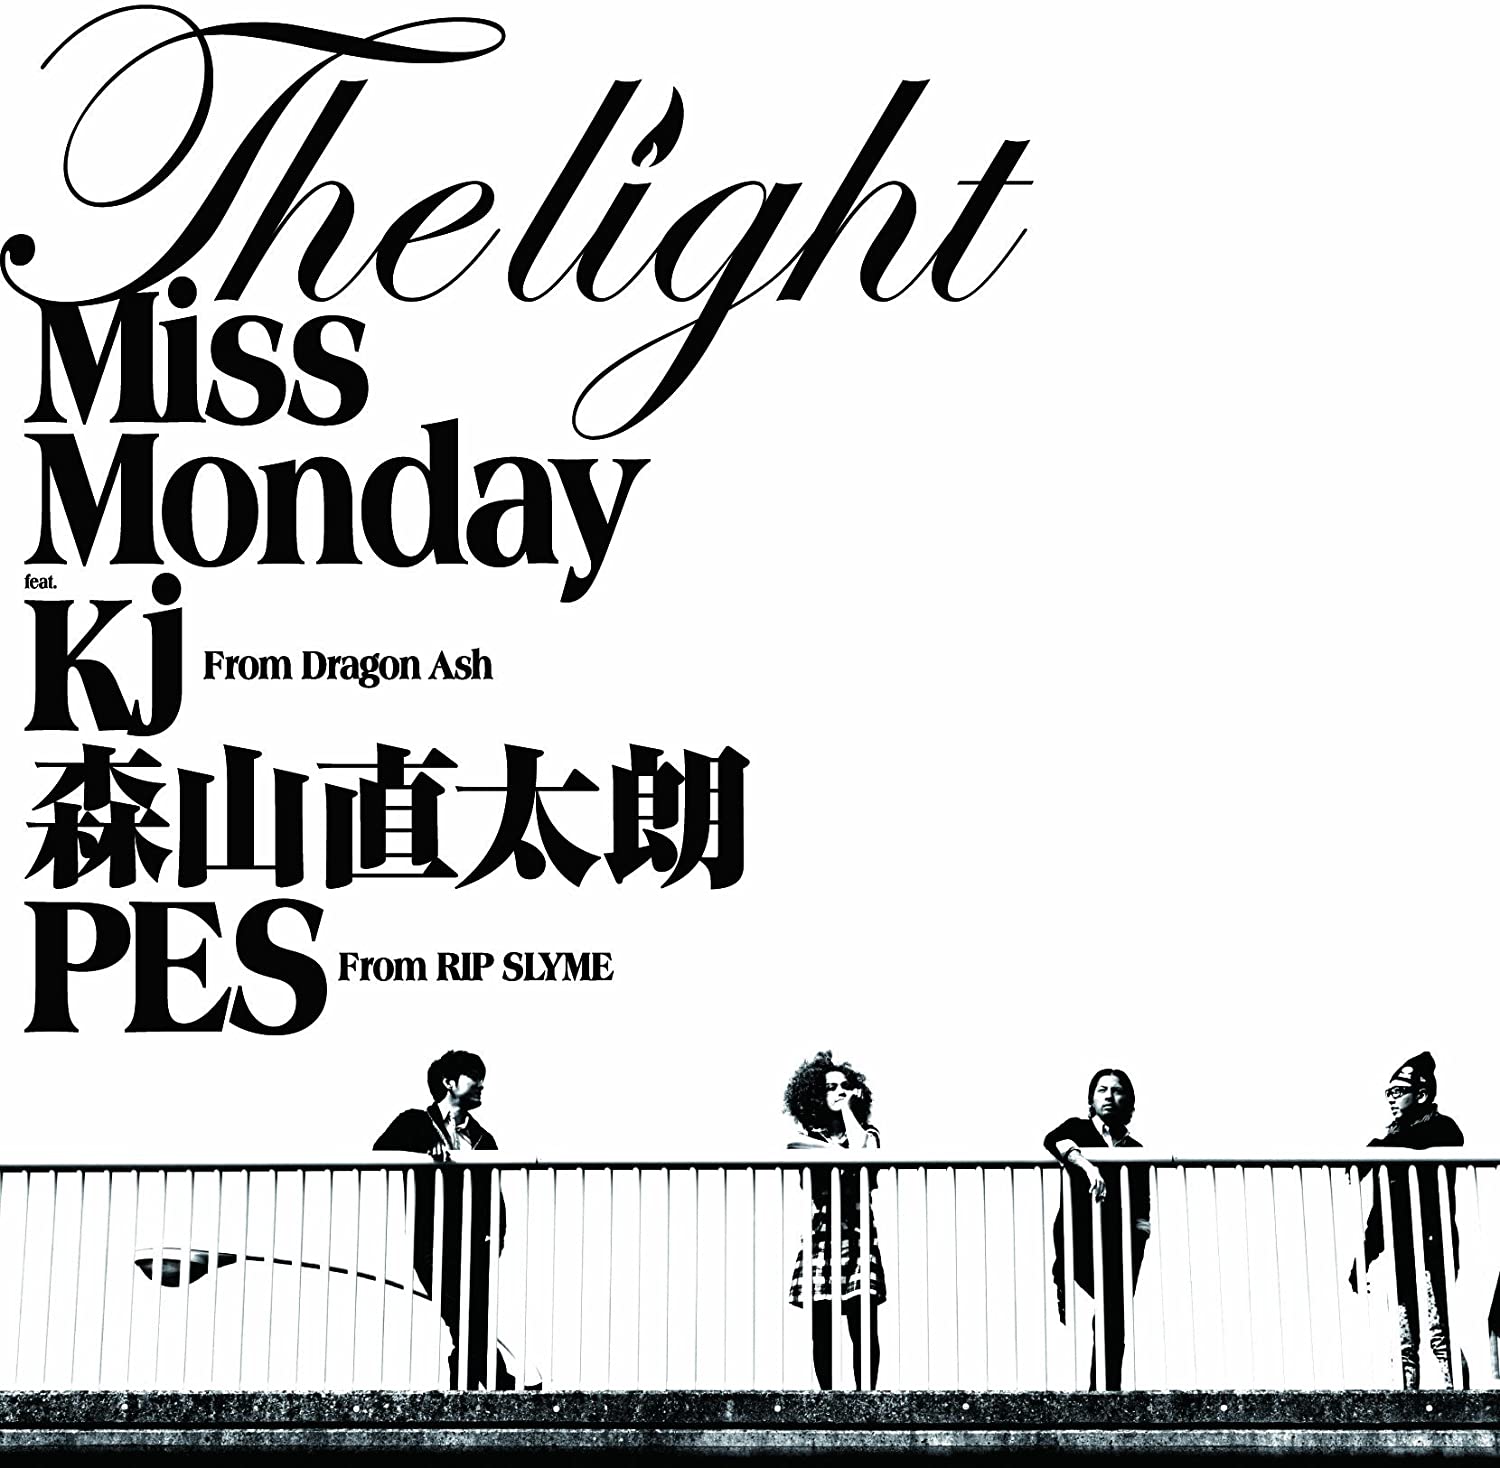 The light
Miss
Monday
feat.
Kj From Dragon Ash
森山直太朗
PES From RIP SLYME